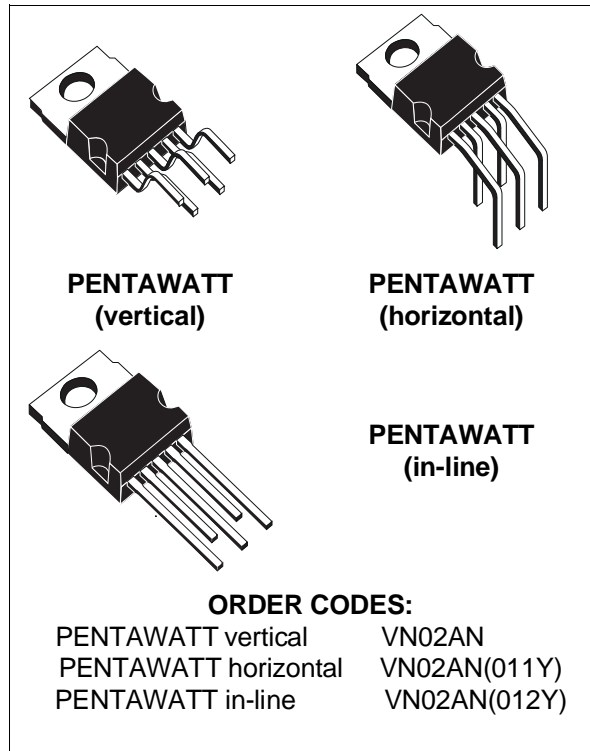 PENTAWATT
(vertical)
PENTAWATT
(horizontal)
PENTAWATT
(in-line)
ORDER CODES:
PENTAWATT vertical VN02AN
PENTAWATT horizontal VN02AN(011Y)
PENTAWATT in-line VN02AN(012Y)